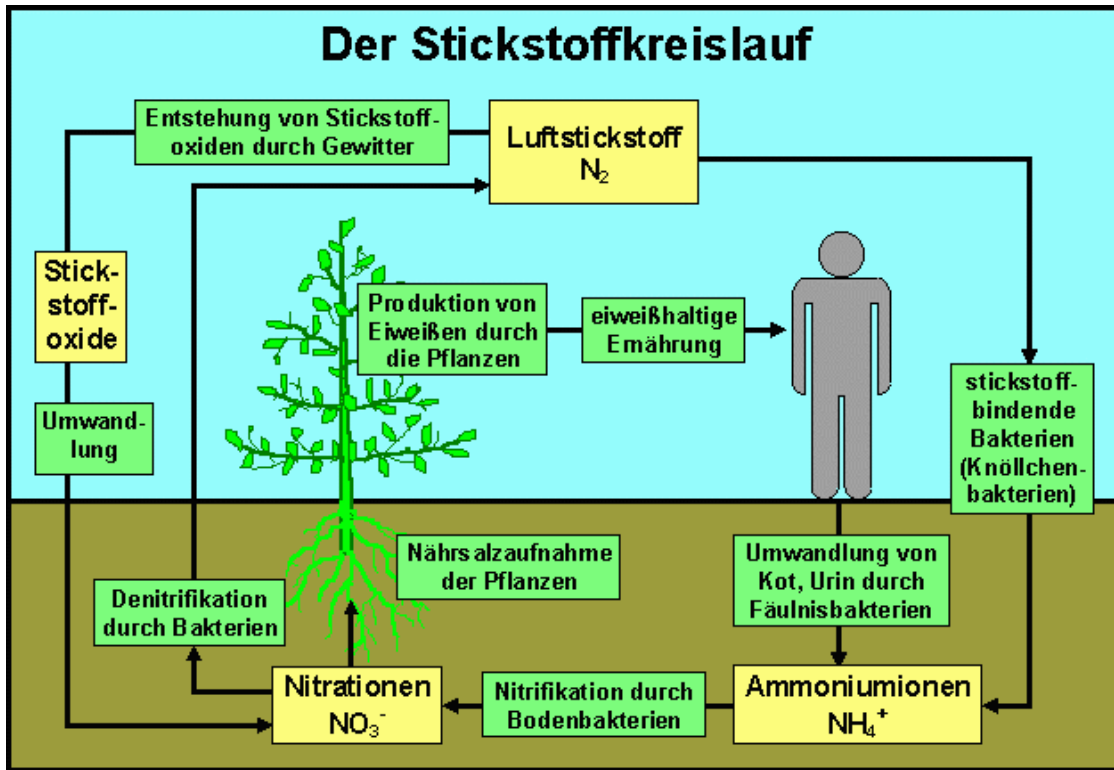 Der Stickstoffkreislauf
Entstehung von Stickstoff-
oxiden durch Gewitter
Luftstickstoff
N₂
Stick-
stoff-
oxide
Produktion von
Eiweißen durch
die Pflanzen
eiweißhaltige
Ernährung
stickstoff-
bindende
Bakterien
(Knöllchen-
bakterien)
Umwand-
lung
Nährsalzaufnahme
der Pflanzen
Umwandlung von
Kot, Urin durch
Fäulnisbakterien
Denitrifikation
durch Bakterien
Nitrationen
NO₃⁻
Nitrifikation durch
Bodenbakterien
Ammoniumionen
NH₄⁺